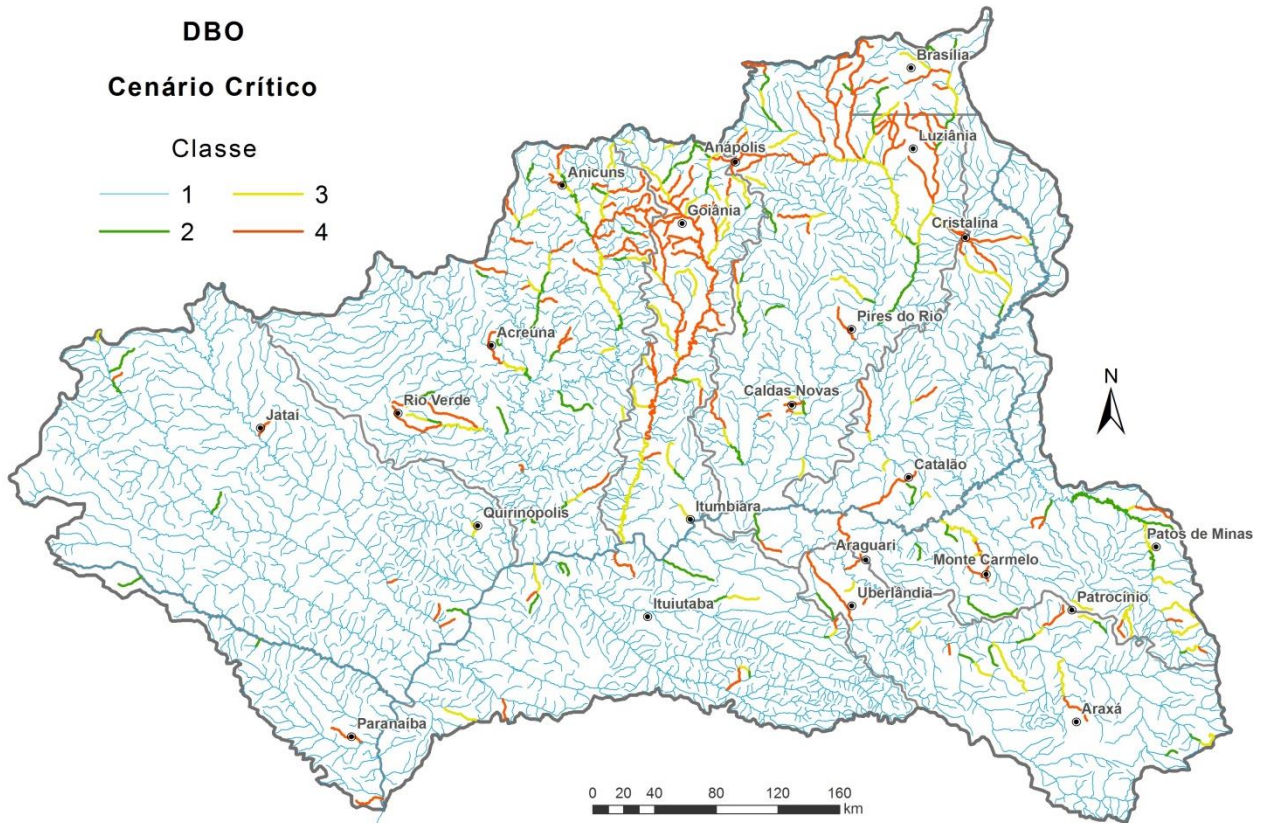 DBO
Cenário Crítico
Classe
1 3
2 4
Brasília
Luziânia
Anápolis
Anicuns
Goiânia
Cristalina
Pires do Rio
Acreúna
Caldas Novas
Rio Verde
Jataí
N
Catalão
Quirinópolis
Itumbiara
Patos de Minas
Araguari
Monte Carmelo
Uberlândia
Patrocínio
Ituiutaba
Araxá
Paranaíba
0 20 40 80 120 160
km